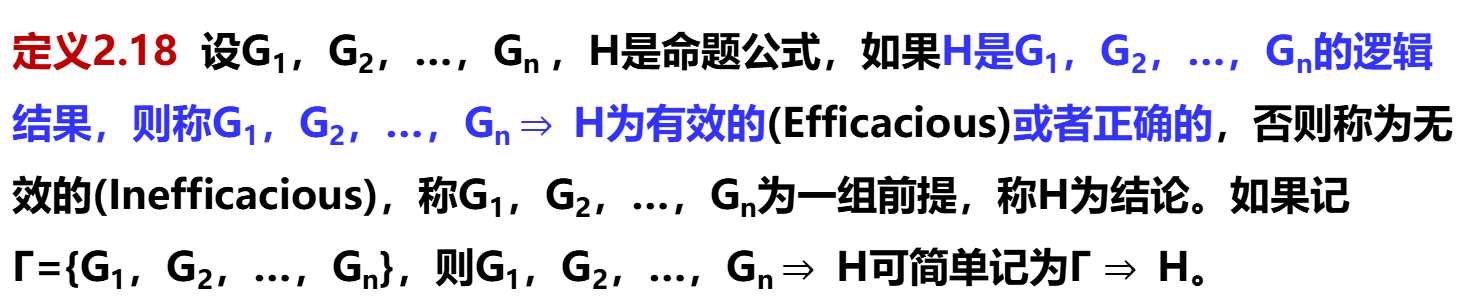 定义2.18 设G₁，G₂，…，Gₙ ，H是命题公式，如果H是G₁，G₂，…，Gₙ的逻辑
结果，则称G₁，G₂，…，Gₙ ⇒ H为有效的(Efficacious)或者正确的，否则称为无
效的(Inefficacious)，称G₁，G₂，…，Gₙ为一组前提，称H为结论。如果记
Γ={G₁，G₂，…，Gₙ}，则G₁，G₂，…，Gₙ ⇒ H可简单记为Γ ⇒ H。